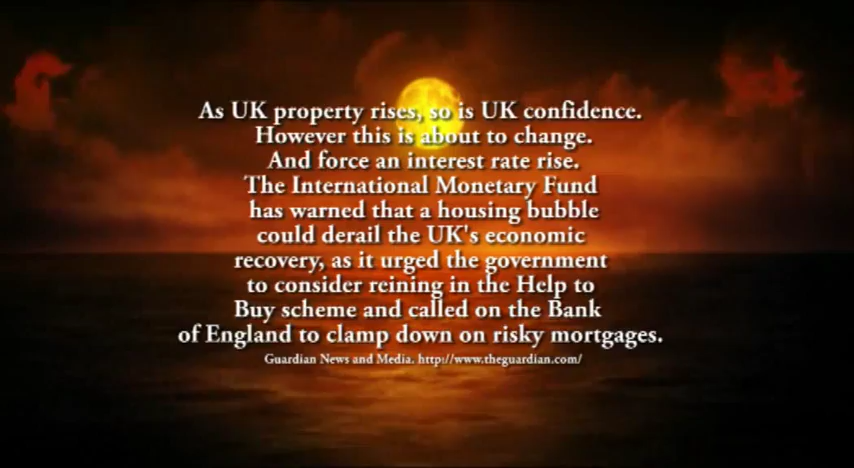 As UK property rises, so is UK confidence.
However this is about to change.
And force an interest rate rise.
The International Monetary Fund
has warned that a housing bubble
could derail the UK's economic
recovery, as it urged the government
to consider reining in the Help to
Buy scheme and called on the Bank
of England to clamp down on risky mortgages.
Guardian News and Media. http://www.theguardian.com/